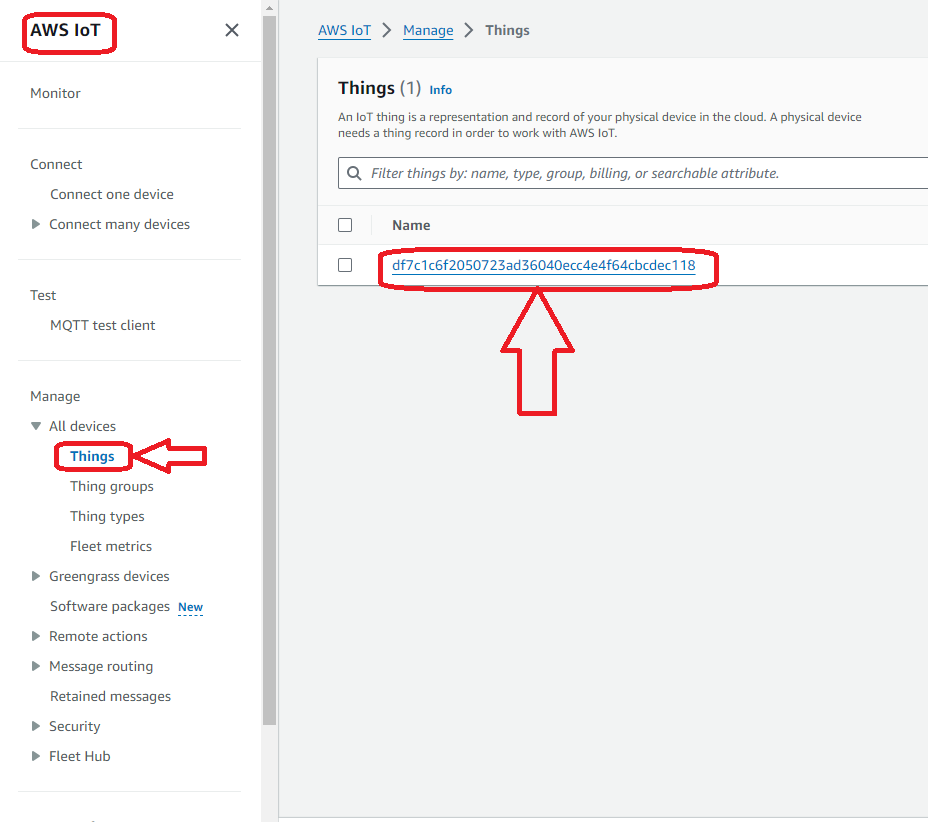 AWS IoT
Monitor
Connect
Connect one device
Connect many devices
Test
MQTT test client
Manage
All devices
Things
Thing groups
Thing types
Fleet metrics
Greengrass devices
Software packages New
Remote actions
Message routing
Retained messages
Security
Fleet Hub
AWS IoT > Manage > Things
Things (1) Info
An IoT thing is a representation and record of your physical device in the cloud. A physical device
needs a thing record in order to work with AWS IoT.
Filter things by: name, type, group, billing, or searchable attribute.
Name
df7c1c6f2050723ad36040ecc4e4f64cbcdec118